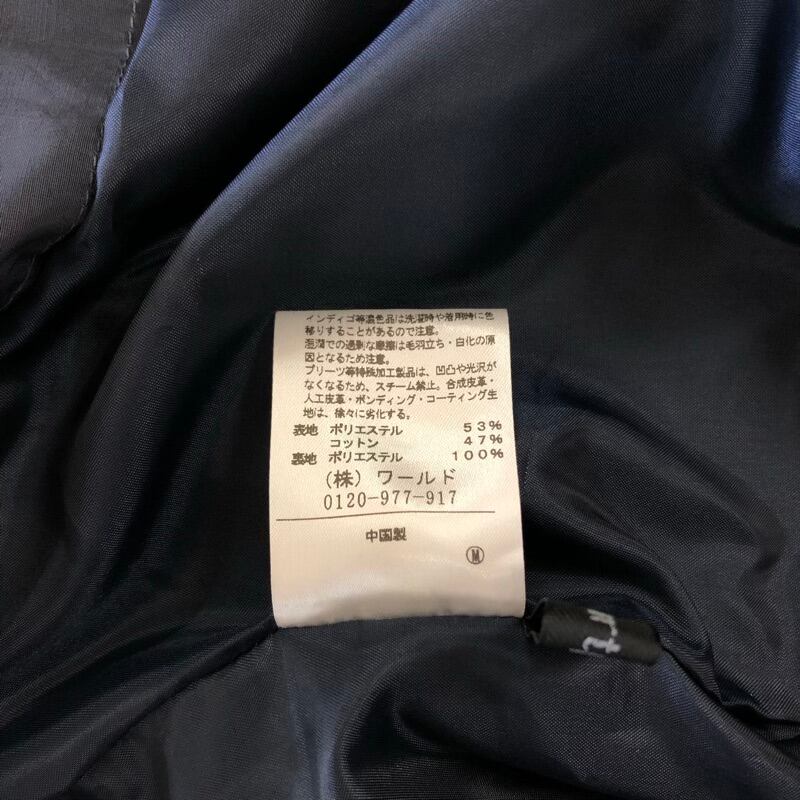 インディゴ等濃色品は洗濯時や着用時に色
移りすることがあるので注意。
湿潤での過剰な摩擦は毛羽立ち・白化の原
因となるため注意。
プリーツ等特殊加工製品は、凹凸や光沢が
なくなるため、スチーム禁止。合成皮革・
人工皮革・ボンディング・コーティング生
地は、徐々に劣化する。
表地 ポリエステル 53%
コットン 47%
裏地 ポリエステル 100%
(株) ワールド
0120-977-917
中国製
M